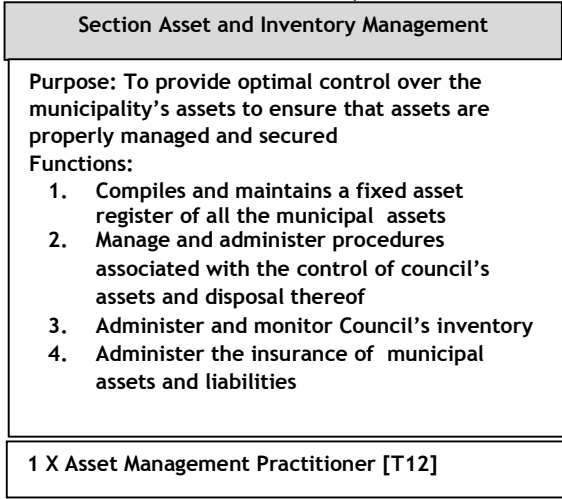 Section Asset and Inventory Management
Purpose: To provide optimal control over the
municipality’s assets to ensure that assets are
properly managed and secured
Functions:
1. Compiles and maintains a fixed asset
register of all the municipal assets
2. Manage and administer procedures
associated with the control of council’s
assets and disposal thereof
3. Administer and monitor Council’s inventory
4. Administer the insurance of municipal
assets and liabilities
1 X Asset Management Practitioner [T12]